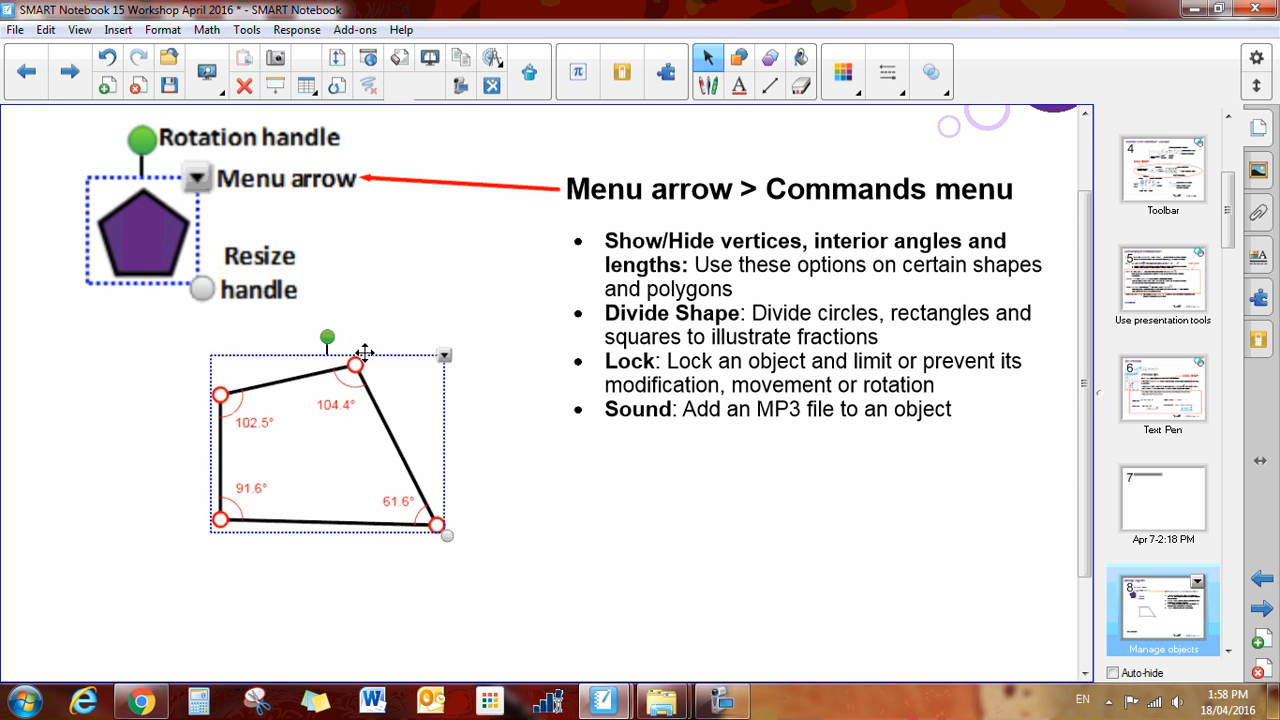 SMART Notebook 15 Workshop April 2016 * - SMART Notebook
File Edit View Insert Format Math Tools Response Add-ons Help
Rotation handle
Menu arrow
Resize
handle
Menu arrow > Commands menu
• Show/Hide vertices, interior angles and
lengths: Use these options on certain shapes
and polygons
• Divide Shape: Divide circles, rectangles and
squares to illustrate fractions
• Lock: Lock an object and limit or prevent its
modification, movement or rotation
• Sound: Add an MP3 file to an object
104.4°
102.5°
91.6°
61.6°
4
Toolbar
5
Use presentation tools
6
Text Pen
7
Apr 7-2:18 PM
8
Manage objects
Auto-hide
EN
1:58 PM
18/04/2016